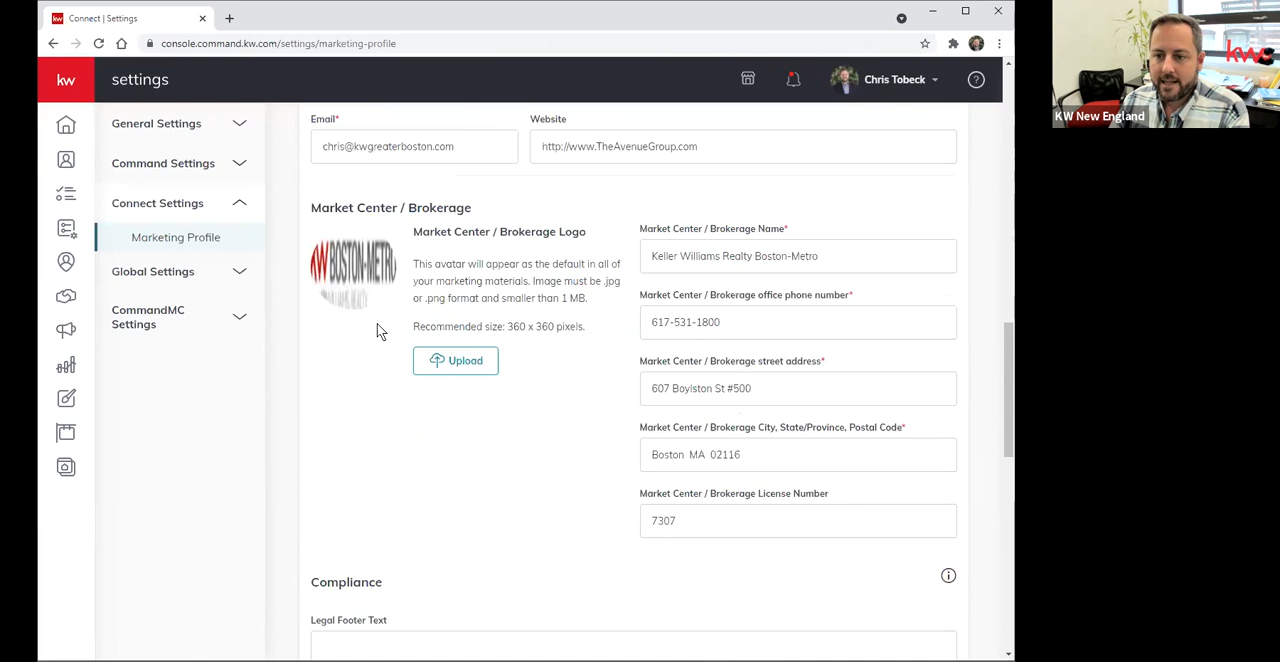 Connect | Settings
console.command.kw.com/settings/marketing-profile
kw
settings
Chris Tobeck
General Settings
Command Settings
Connect Settings
Marketing Profile
Global Settings
CommandMC
Settings
Email*
Website
chris@kwgreaterboston.com
http://www.TheAvenueGroup.com
Market Center / Brokerage
Market Center / Brokerage Logo
KW BOSTON-METRO
This avatar will appear as the default in all of
your marketing materials. Image must be .jpg
or .png format and smaller than 1 MB.
Recommended size: 360 x 360 pixels.
Upload
Market Center / Brokerage Name*
Keller Williams Realty Boston-Metro
Market Center / Brokerage office phone number*
617-531-1800
Market Center / Brokerage street address*
607 Boylston St #500
Market Center / Brokerage City, State/Province, Postal Code*
Boston MA 02116
Market Center / Brokerage License Number
7307
Compliance
Legal Footer Text
kw
KW New England